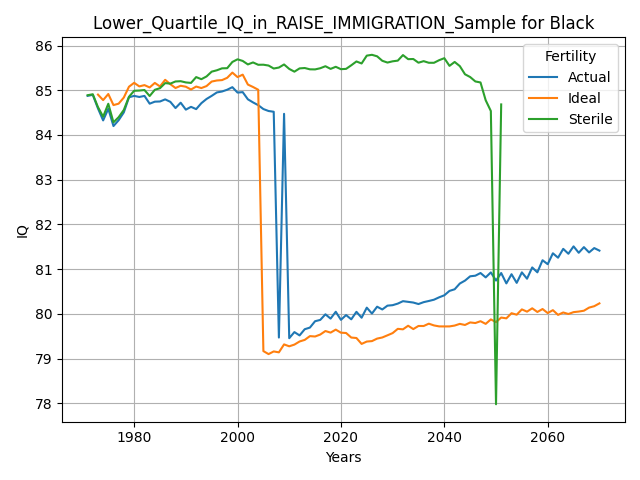 Lower_Quartile_IQ_in_RAISE_IMMIGRATION_Sample for Black
Fertility
Actual
Ideal
Sterile
IQ
86
85
84
83
82
81
80
79
78
1980
2000
2020
2040
2060
Years